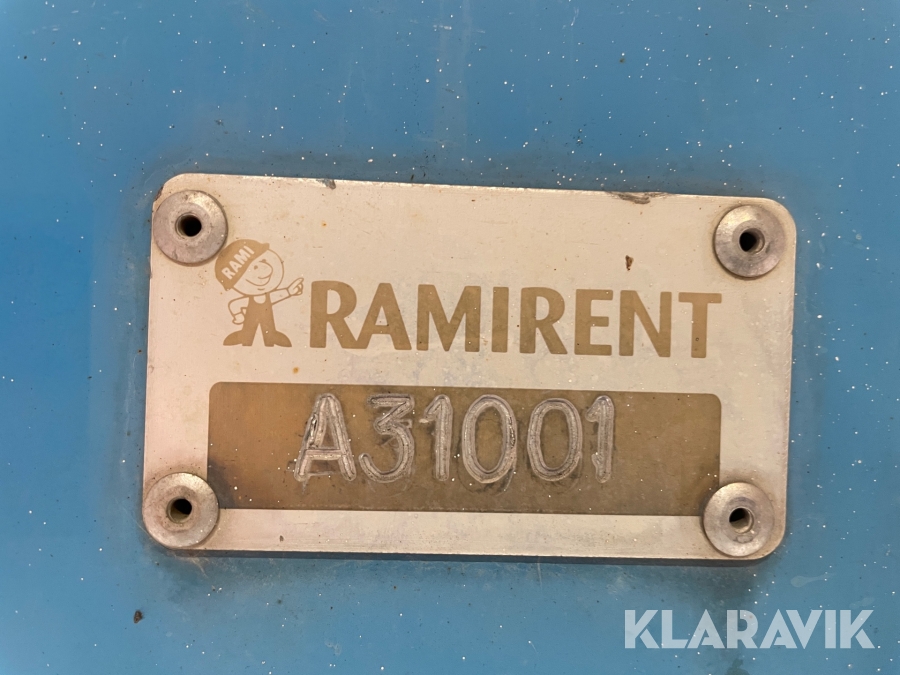 RAMI
RAMIRENT
A31001
KLARAVIK